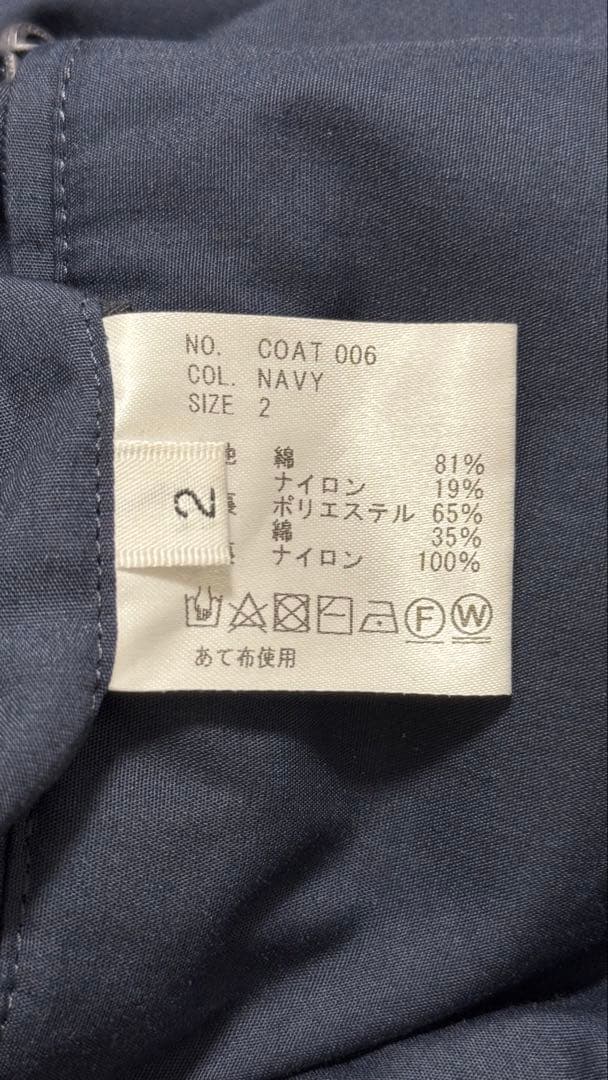 NO. COAT 006
COL. NAVY
SIZE 2
綿 81%
ナイロン 19%
ポリエステル 65%
綿 35%
ナイロン 100%
2
F W
あて布使用